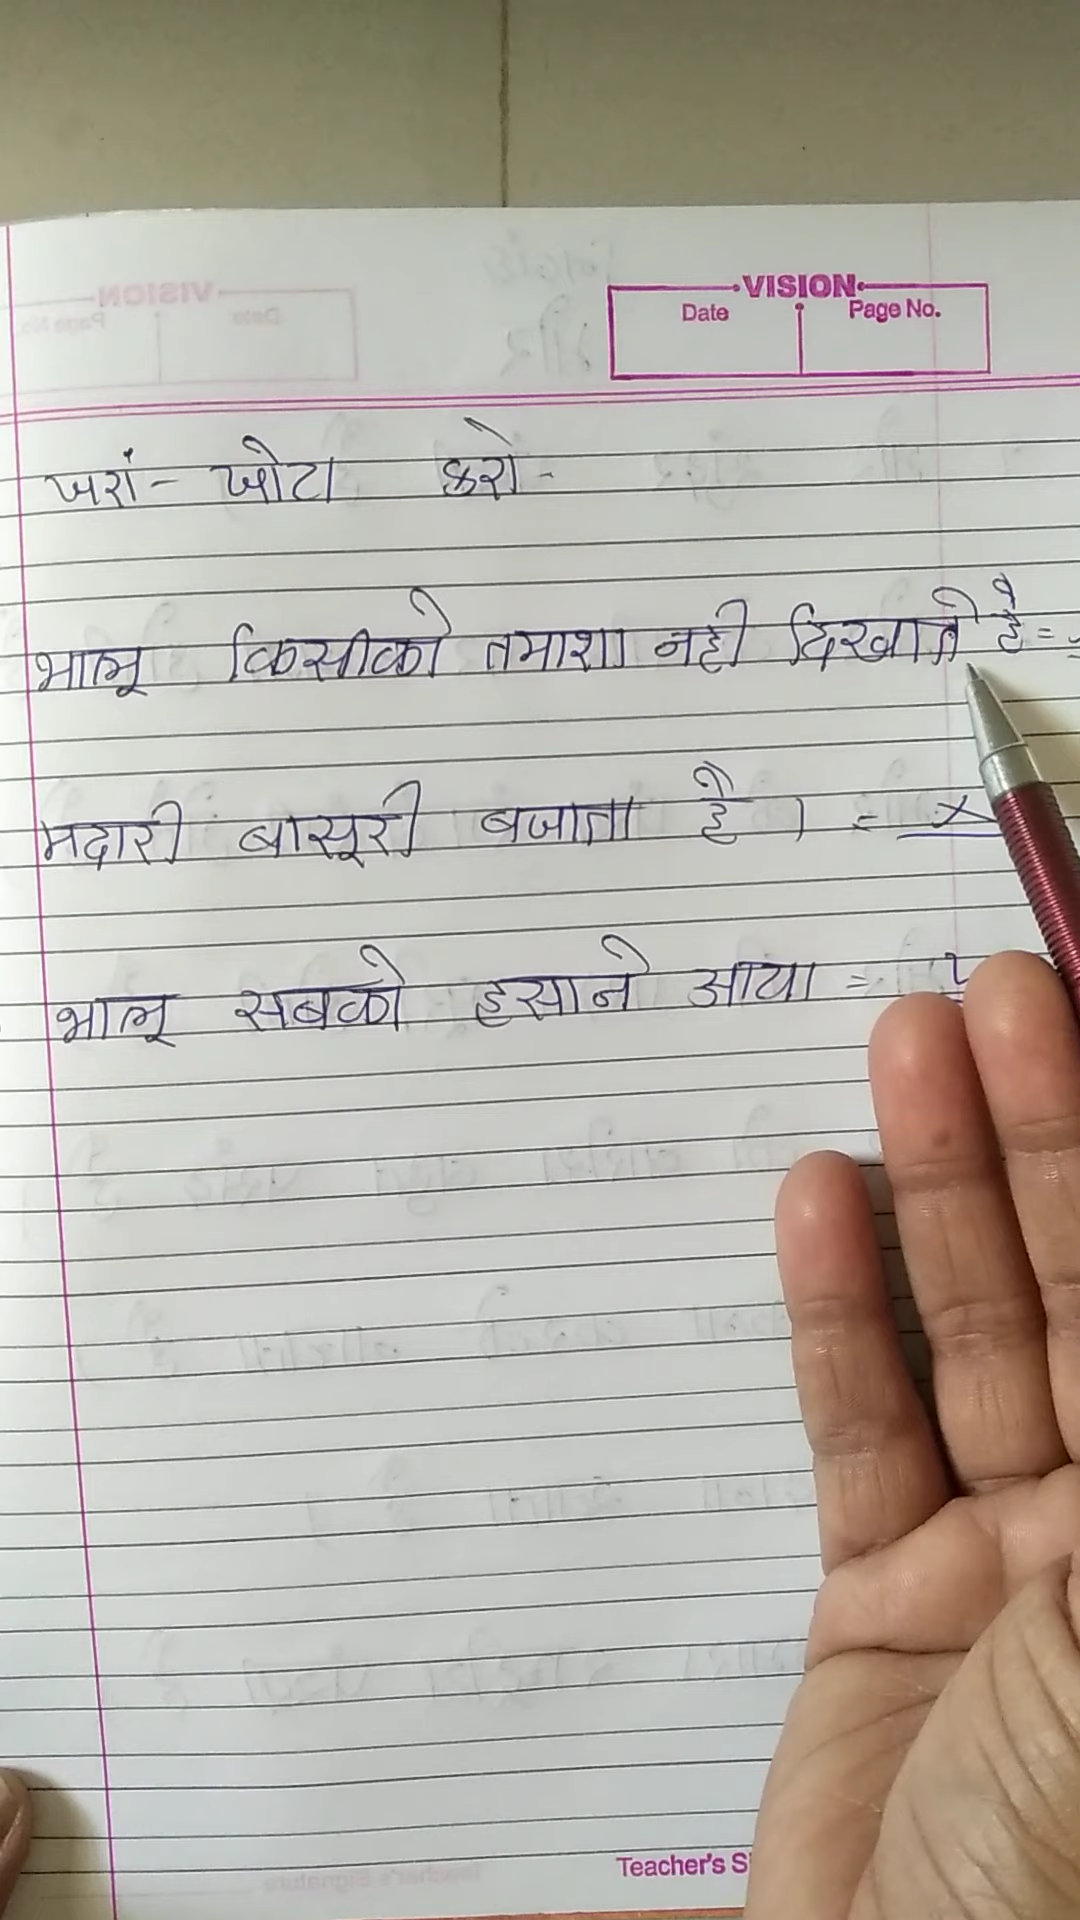 VISION
Date Page No.
खरां- खोटा करो-
भालू किसीको तमाशा नही दिखाते है =
मदारी बासूरी बजाता है । = ×
भालू सबको हसाने आया =
Teacher's